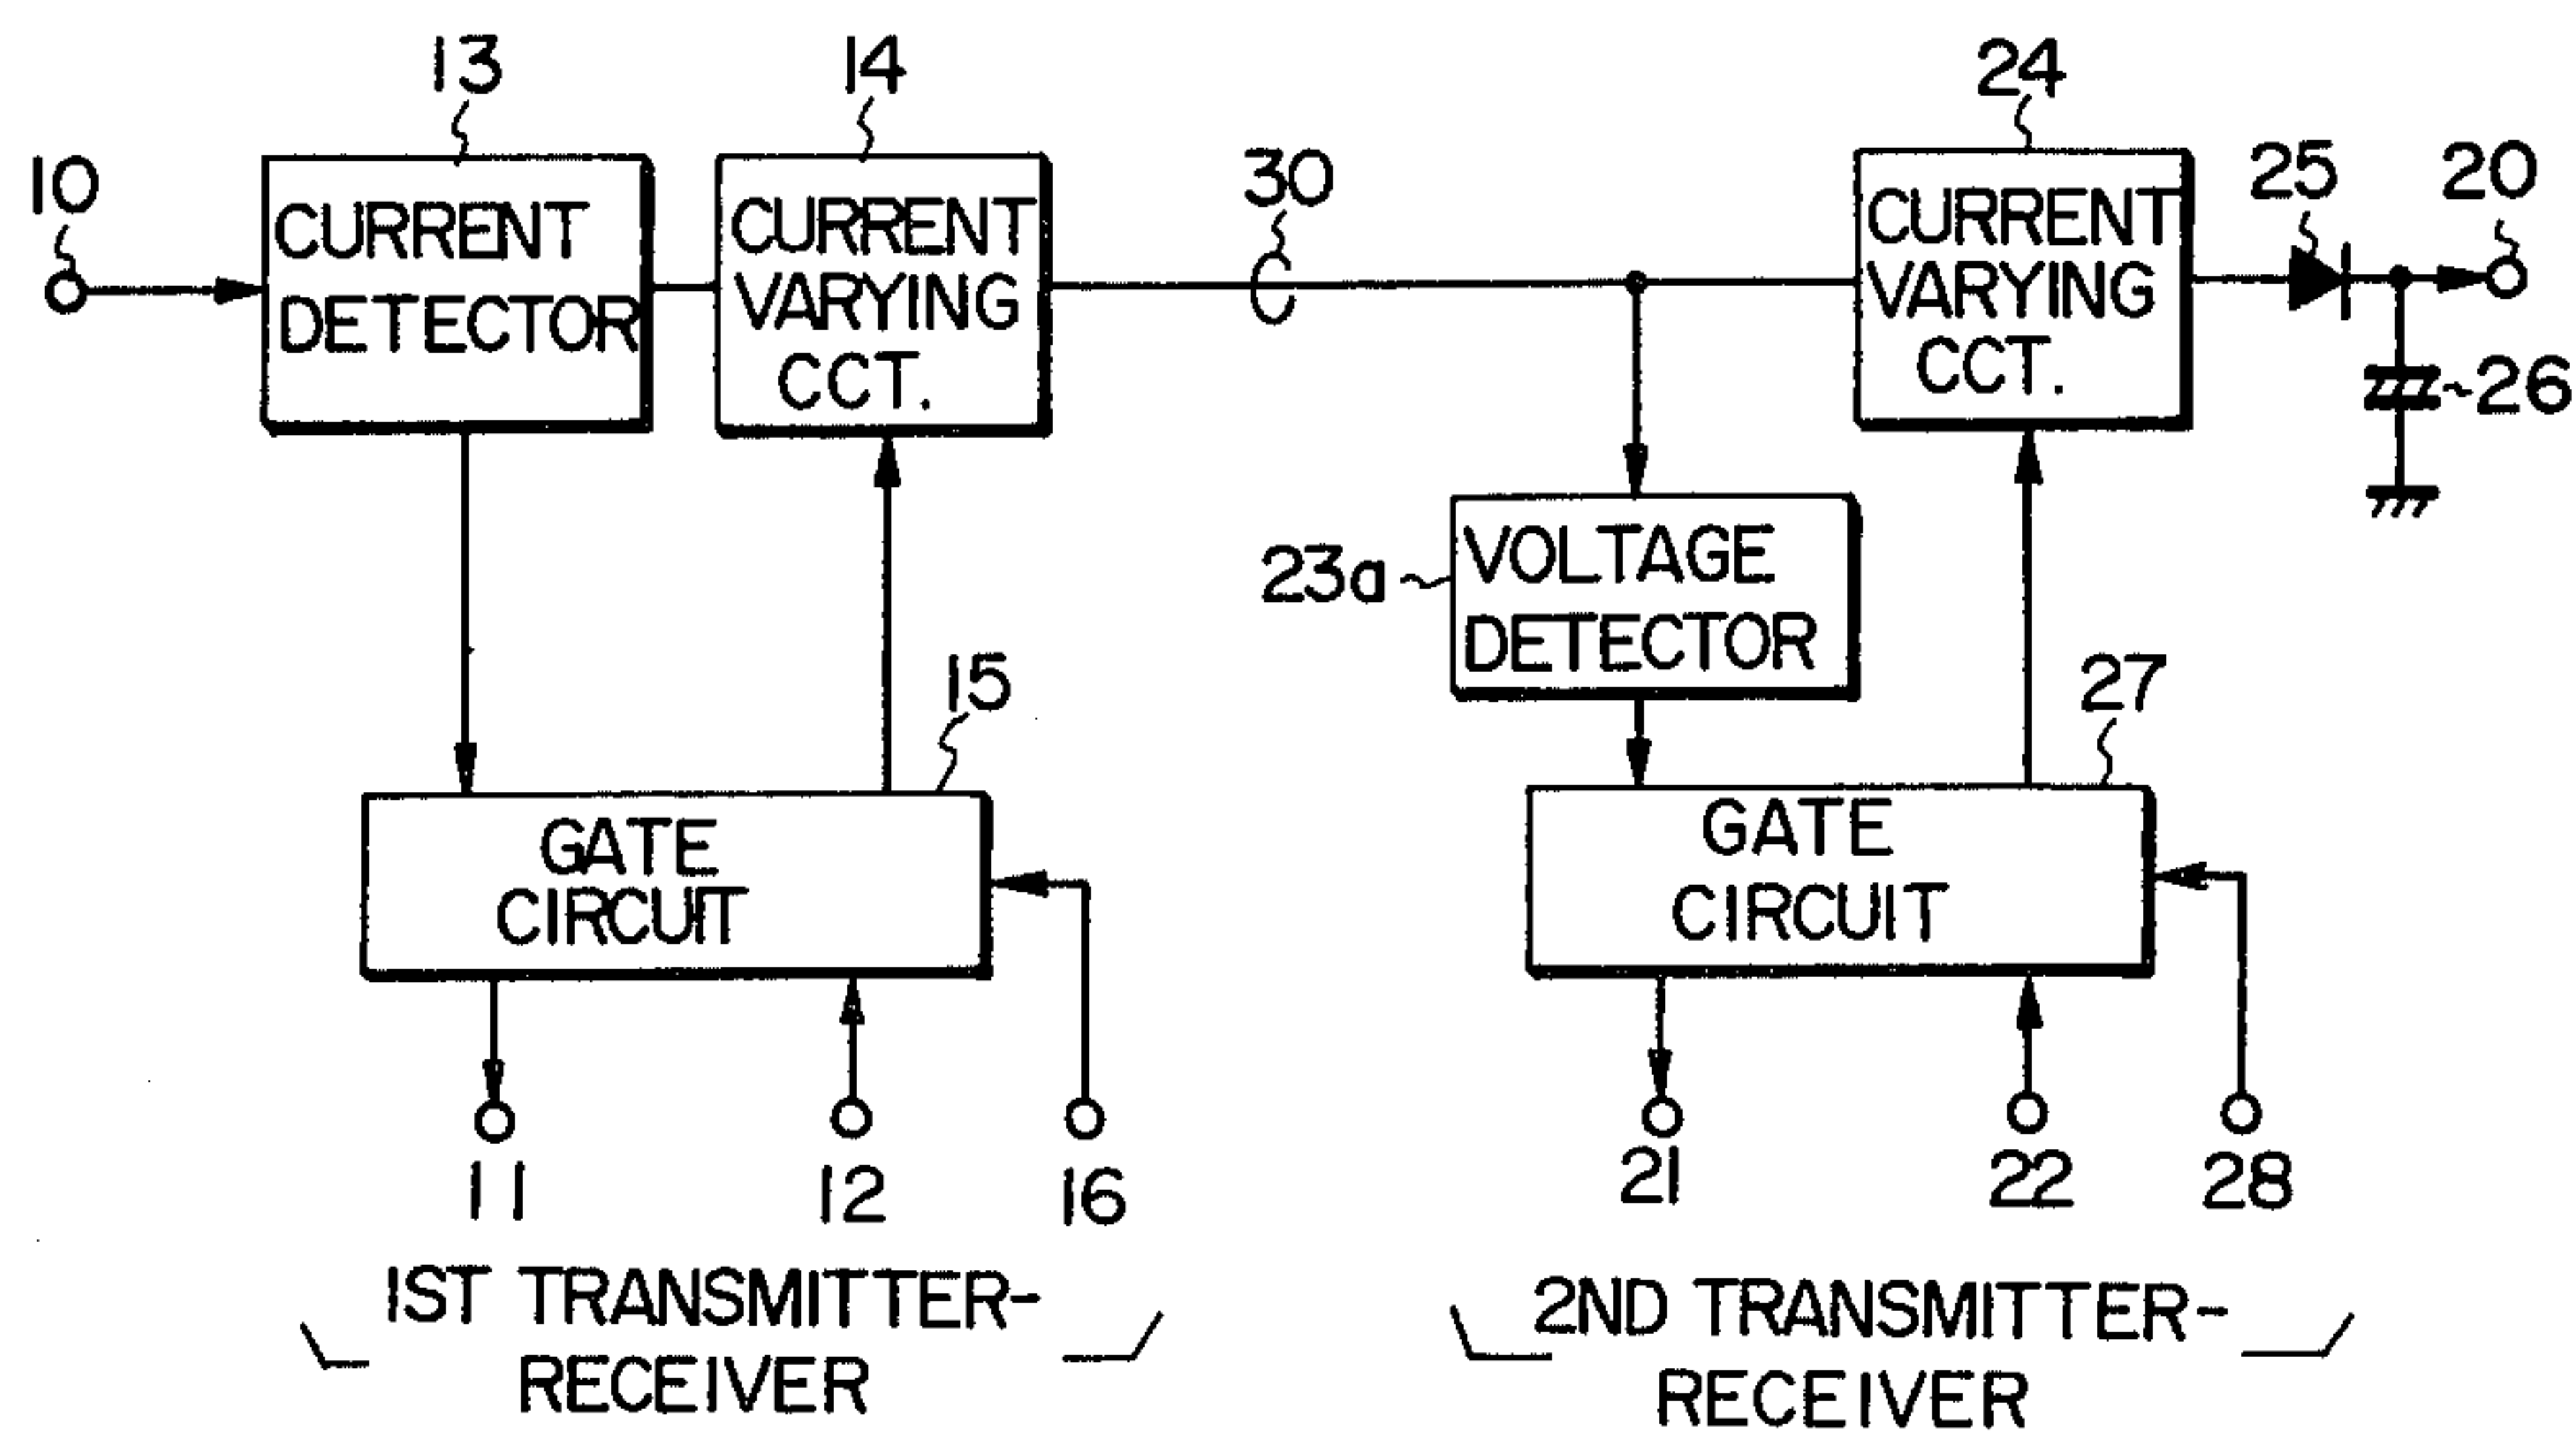 13
14
24
10
30
25
20
CURRENT
DETECTOR
CURRENT
VARYING
CCT.
CURRENT
VARYING
CCT.
26
23a
VOLTAGE
DETECTOR
15
27
GATE
CIRCUIT
GATE
CIRCUIT
11
12
16
21
22
28
1ST TRANSMITTER-
RECEIVER
2ND TRANSMITTER-
RECEIVER